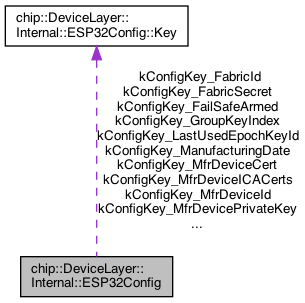 chip::DeviceLayer::
Internal::ESP32Config::Key
kConfigKey_FabricId
kConfigKey_FabricSecret
kConfigKey_FailSafeArmed
kConfigKey_GroupKeyIndex
kConfigKey_LastUsedEpochKeyId
kConfigKey_ManufacturingDate
kConfigKey_MfrDeviceCert
kConfigKey_MfrDeviceICACerts
kConfigKey_MfrDeviceId
kConfigKey_MfrDevicePrivateKey
...
chip::DeviceLayer::
Internal::ESP32Config